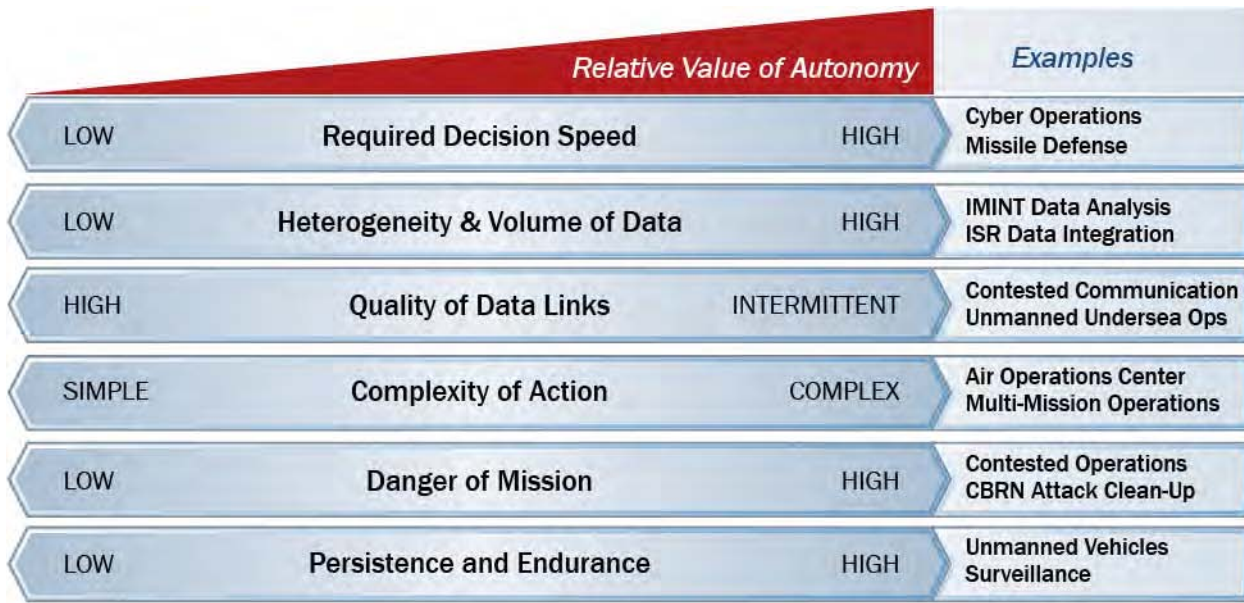 Relative Value of Autonomy
Examples
LOW Required Decision Speed HIGH
Cyber Operations
Missile Defense
LOW Heterogeneity & Volume of Data HIGH
IMINT Data Analysis
ISR Data Integration
HIGH Quality of Data Links INTERMITTENT
Contested Communication
Unmanned Undersea Ops
SIMPLE Complexity of Action COMPLEX
Air Operations Center
Multi-Mission Operations
LOW Danger of Mission HIGH
Contested Operations
CBRN Attack Clean-Up
LOW Persistence and Endurance HIGH
Unmanned Vehicles
Surveillance